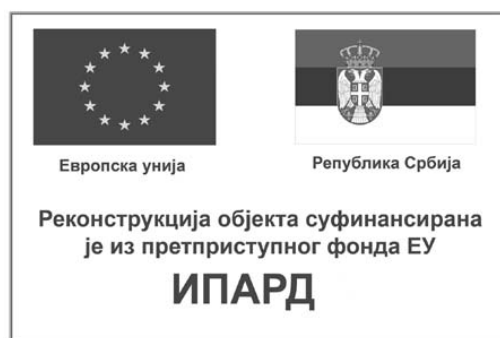 Европска унија
Република Србија
Реконструкција објекта суфинансирана
је из претприступног фонда ЕУ
ИПАРД